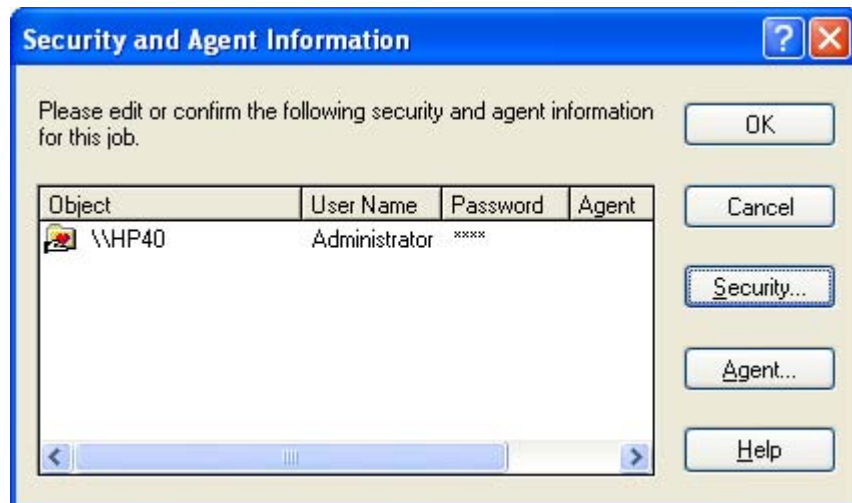 Security and Agent Information
Please edit or confirm the following security and agent information
for this job.
OK
Object User Name Password Agent
Cancel
\\HP40 Administrator ****
Security...
Agent...
Help